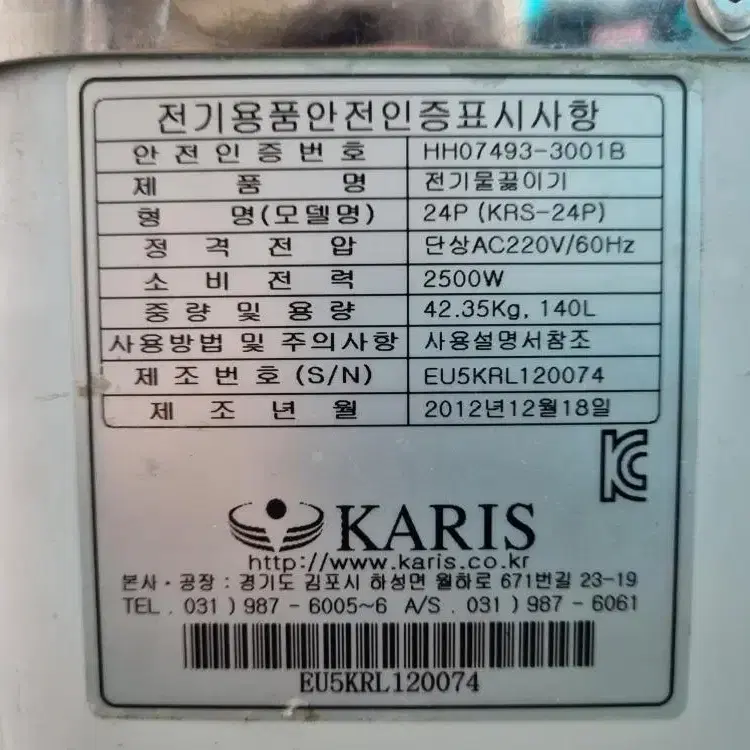 전기용품안전인증표시사항
안전인증번호 HH07493-3001B
제 품 명 전기물끓이기
형 명(모델명) 24P (KRS-24P)
정 격 전 압 단상AC220V/60Hz
소 비 전 력 2500W
중 량 및 용 량 42.35Kg, 140L
사용방법 및 주의사항 사용설명서참조
제 조 번 호 (S/N) EU5KRL120074
제 조 년 월 2012년12월18일
KC
KARIS
http://www.karis.co.kr
본사 · 공장 : 경기도 김포시 하성면 월하로 671번길 23-19
TEL . 031 ) 987 - 6005~6 A/S . 031 ) 987 - 6061
EU5KRL120074